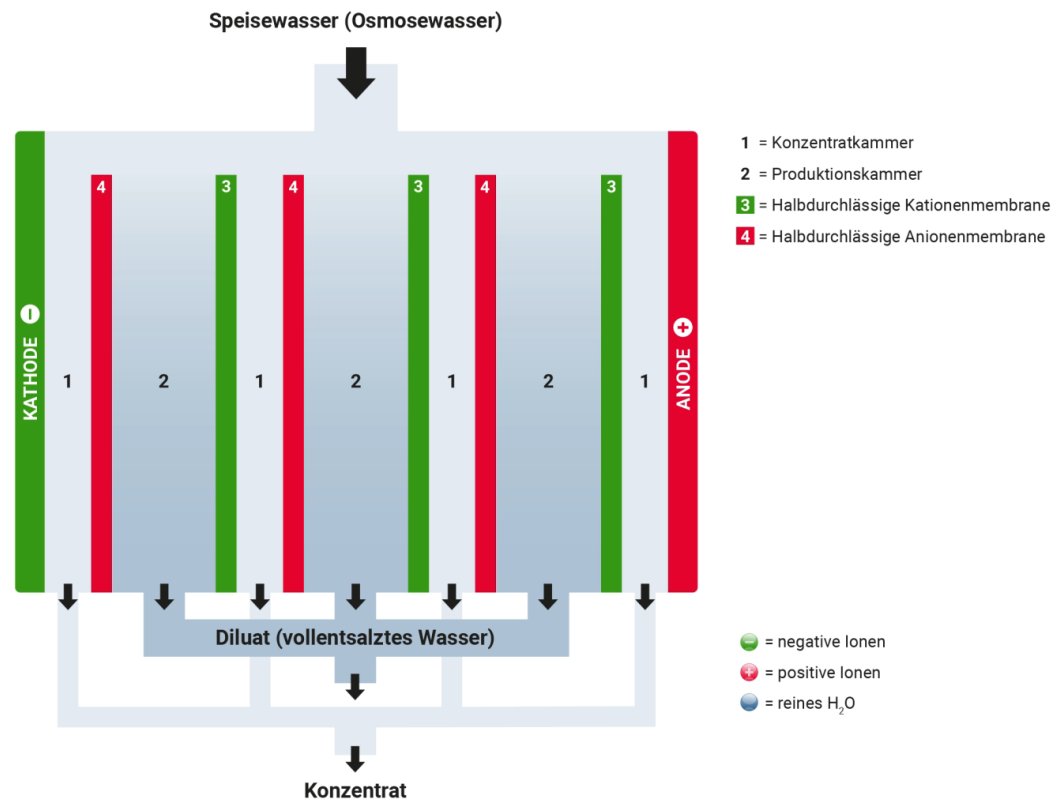 Speisewasser (Osmosewasser)
1 = Konzentratkammer
2 = Produktionskammer
3 = Halbdurchlässige Kationenmembrane
4 = Halbdurchlässige Anionenmembrane
4 3 4 3 4 3
KATHODE −
ANODE +
1 2 1 2 1 2 1
Diluat (vollentsalztes Wasser)
− = negative Ionen
+ = positive Ionen
= reines H₂O
Konzentrat